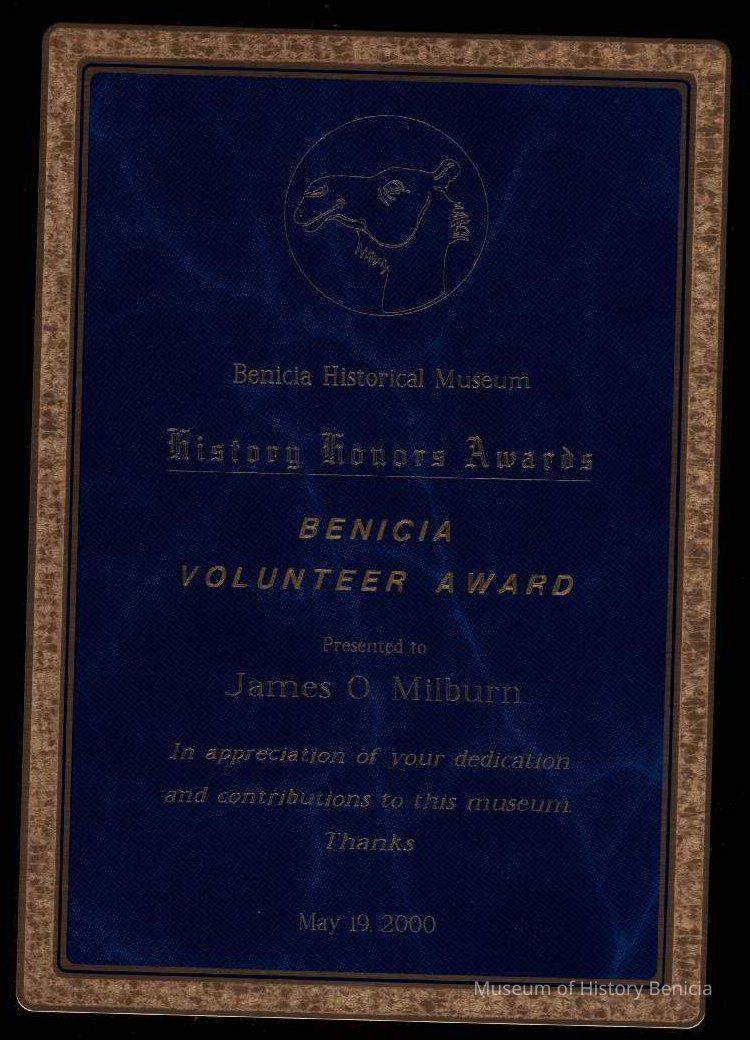 Benicia Historical Museum
History Honors Awards
BENICIA
VOLUNTEER AWARD
Presented to
James O. Milburn
In appreciation of your dedication
and contributions to this museum.
Thanks
May 19, 2000
Museum of History Benicia